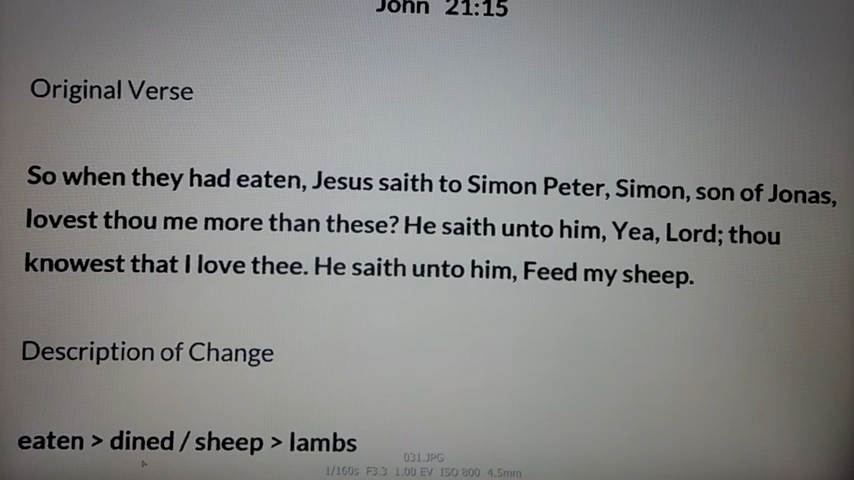 John 21:15
Original Verse
So when they had eaten, Jesus saith to Simon Peter, Simon, son of Jonas,
lovest thou me more than these? He saith unto him, Yea, Lord; thou
knowest that I love thee. He saith unto him, Feed my sheep.
Description of Change
eaten > dined / sheep > lambs
031.JPG
1/160s F3.3 1.00 EV ISO 800 4.5mm